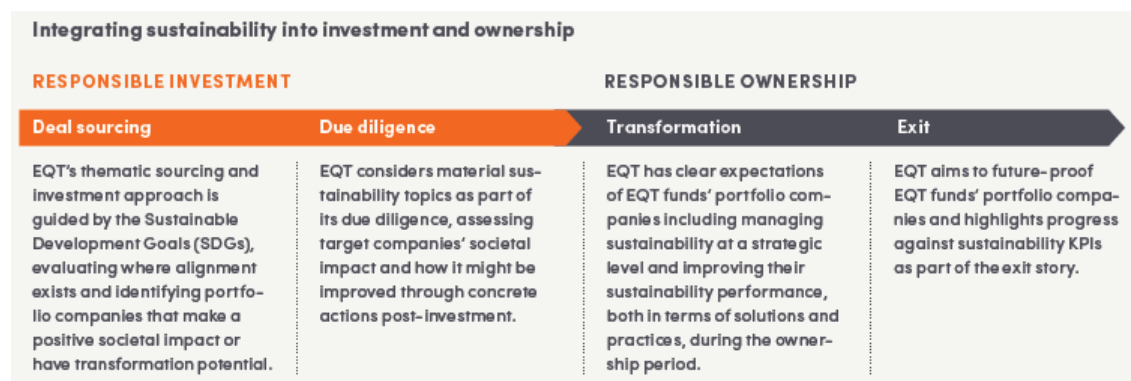 Integrating sustainability into investment and ownership
RESPONSIBLE INVESTMENT
RESPONSIBLE OWNERSHIP
Deal sourcing
EQT's thematic sourcing and
investment approach is
guided by the Sustainable
Development Goals (SDGs),
evaluating where alignment
exists and identifying portfo-
lio companies that make a
positive societal impact or
have transformation potential.
Due diligence
EQT considers material sus-
tainability topics as part of
its due diligence, assessing
target companies' societal
impact and how it might be
improved through concrete
actions post-investment.
Transformation
EQT has clear expectations
of EQT funds' portfolio com-
panies including managing
sustainability at a strategic
level and improving their
sustainability performance,
both in terms of solutions and
practices, during the owner-
ship period.
Exit
EQT aims to future-proof
EQT funds' portfolio compa-
nies and highlights progress
against sustainability KPIs
as part of the exit story.